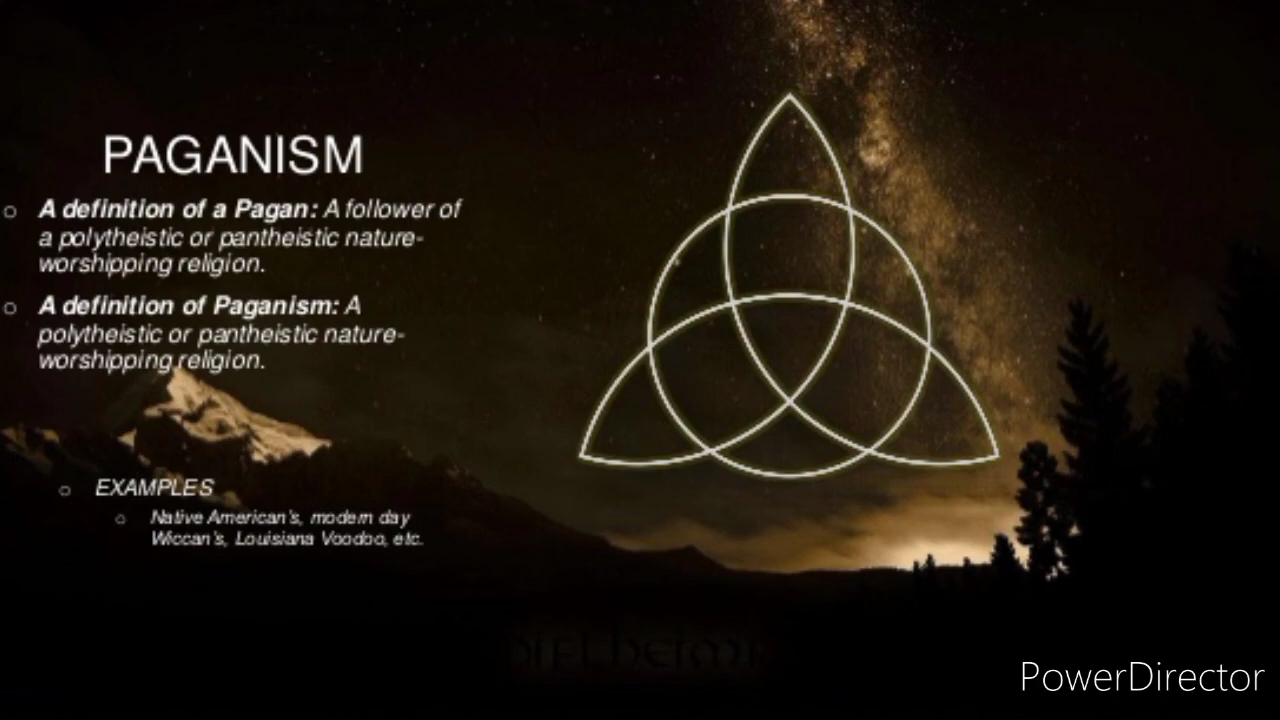 PAGANISM
A definition of a Pagan: A follower of
a polytheistic or pantheistic nature-
worshipping religion.
A definition of Paganism: A
polytheistic or pantheistic nature-
worshipping religion.
EXAMPLES
Native American's, modern day
Wiccan's, Louisiana Voodoo, etc.
PowerDirector